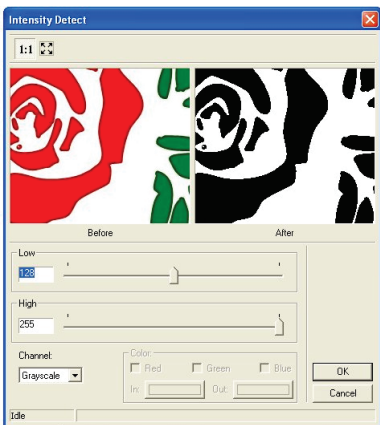 Intensity Detect
1:1
Before After
Low
128
High
255
Channel:
Grayscale
Color:
Red Green Blue
In: Out:
OK
Cancel
Idle